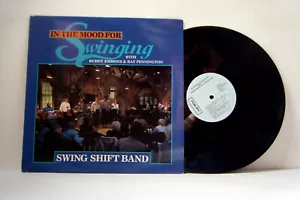 IN THE MOOD FOR
Swinging
WITH
BUDDY EMMONS & RAY PENNINGTON
SWING SHIFT BAND